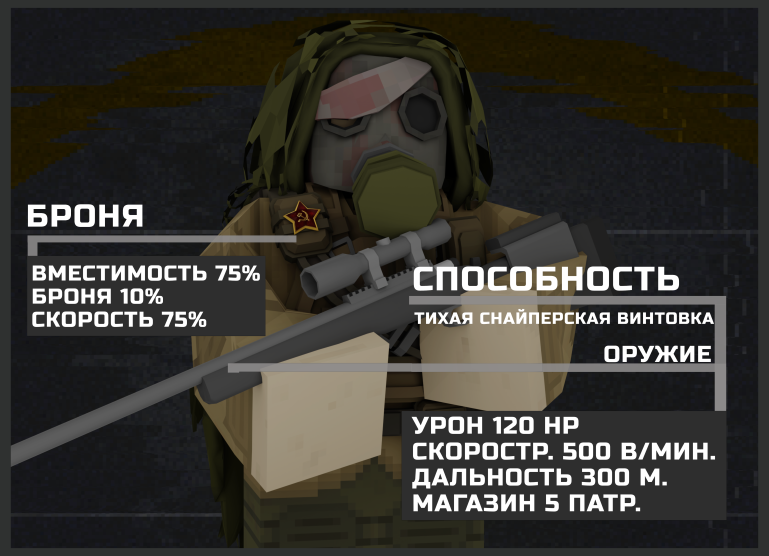 БРОНЯ
ВМЕСТИМОСТЬ 75%
БРОНЯ 10%
СКОРОСТЬ 75%
СПОСОБНОСТЬ
ТИХАЯ СНАЙПЕРСКАЯ ВИНТОВКА
ОРУЖИЕ
УРОН 120 HP
СКОРОСТР. 500 В/МИН.
ДАЛЬНОСТЬ 300 М.
МАГАЗИН 5 ПАТР.